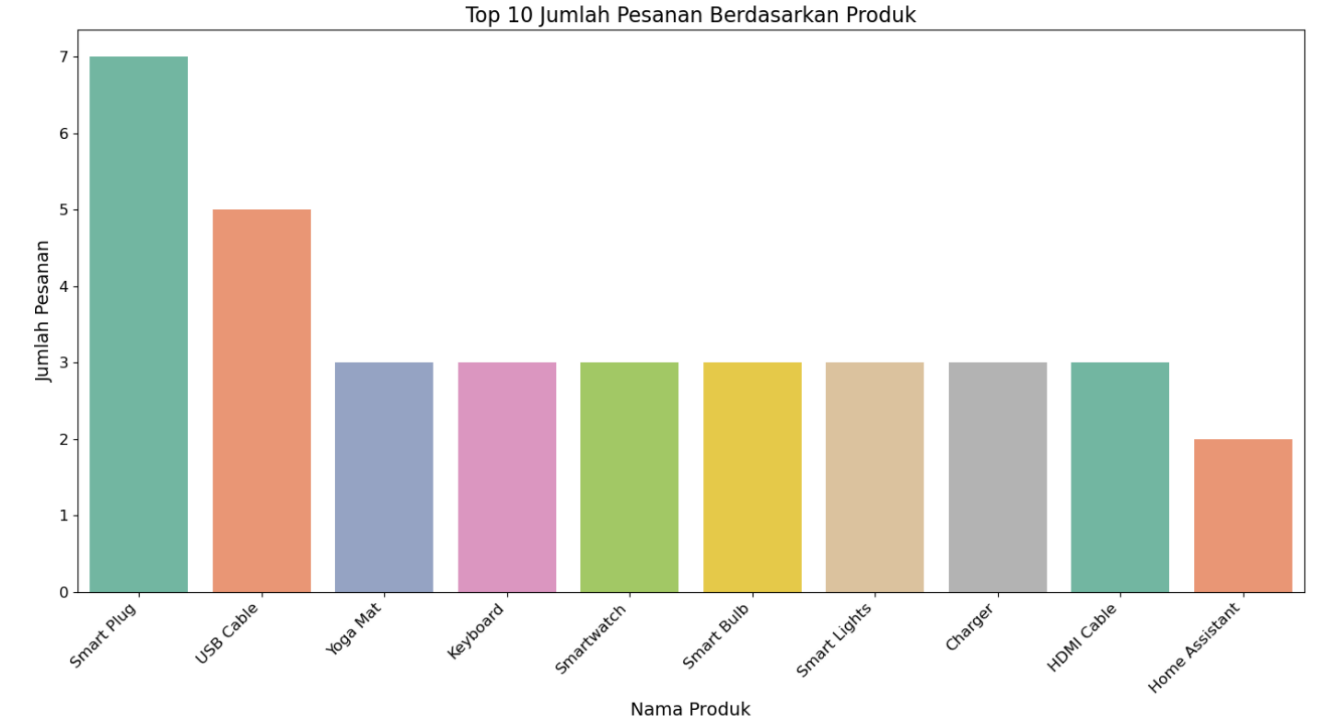 Top 10 Jumlah Pesanan Berdasarkan Produk
Jumlah Pesanan
7
6
5
4
3
2
1
0
Smart Plug
USB Cable
Yoga Mat
Keyboard
Smartwatch
Smart Bulb
Smart Lights
Charger
HDMI Cable
Home Assistant
Nama Produk